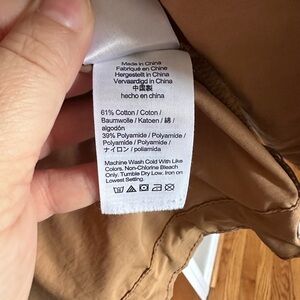 Made in China
Fabriqué en Chine
Hergestellt in China
Vervaardigd in China
中国製
hecho en china
61% Cotton / Coton /
Baumwolle / Katoen / 綿 /
algodón
39% Polyamide / Polyamide /
Polyamide / Polyamide /
ナイロン / poliamida
Machine Wash Cold With Like
Colors. Non-Chlorine Bleach
Only. Tumble Dry Low. Iron on
Lowest Setting.